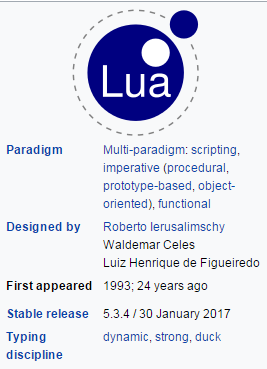 Lua
Paradigm Multi-paradigm: scripting,
imperative (procedural,
prototype-based, object-
oriented), functional
Designed by Roberto Ierusalimschy
Waldemar Celes
Luiz Henrique de Figueiredo
First appeared 1993; 24 years ago
Stable release 5.3.4 / 30 January 2017
Typing dynamic, strong, duck
discipline